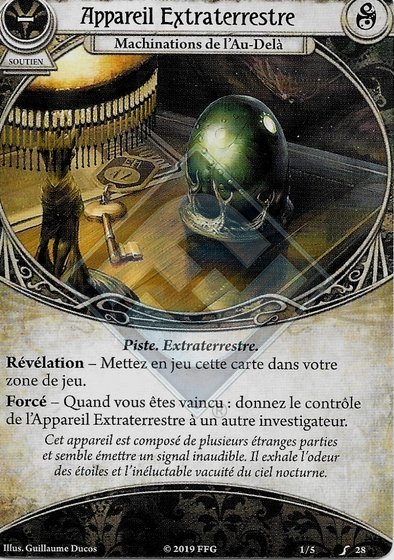 Appareil Extraterrestre
Machinations de l'Au-Delà
SOUTIEN
Piste. Extraterrestre.
Révélation – Mettez en jeu cette carte dans votre
zone de jeu.
Forcé – Quand vous êtes vaincu : donnez le contrôle
de l'Appareil Extraterrestre à un autre investigateur.
Cet appareil est composé de plusieurs étranges parties
et semble émettre un signal inaudible. Il exhale l'odeur
des étoiles et l'inéluctable vacuité du ciel nocturne.
Illus. Guillaume Ducos © 2019 FFG 1/5 28